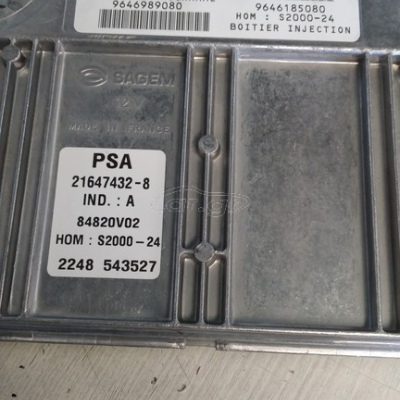 9646989080
9646185080
HOM : S2000-24
BOITIER INJECTION
SAGEM
MADE IN FRANCE
PSA
21647432-8
IND. : A
84820V02
HOM : S2000-24
2248 543527